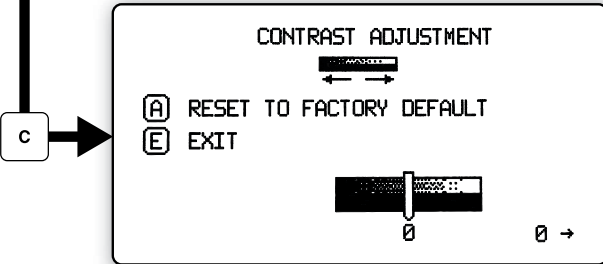 CONTRAST ADJUSTMENT
A RESET TO FACTORY DEFAULT
C
E EXIT
0
0 →